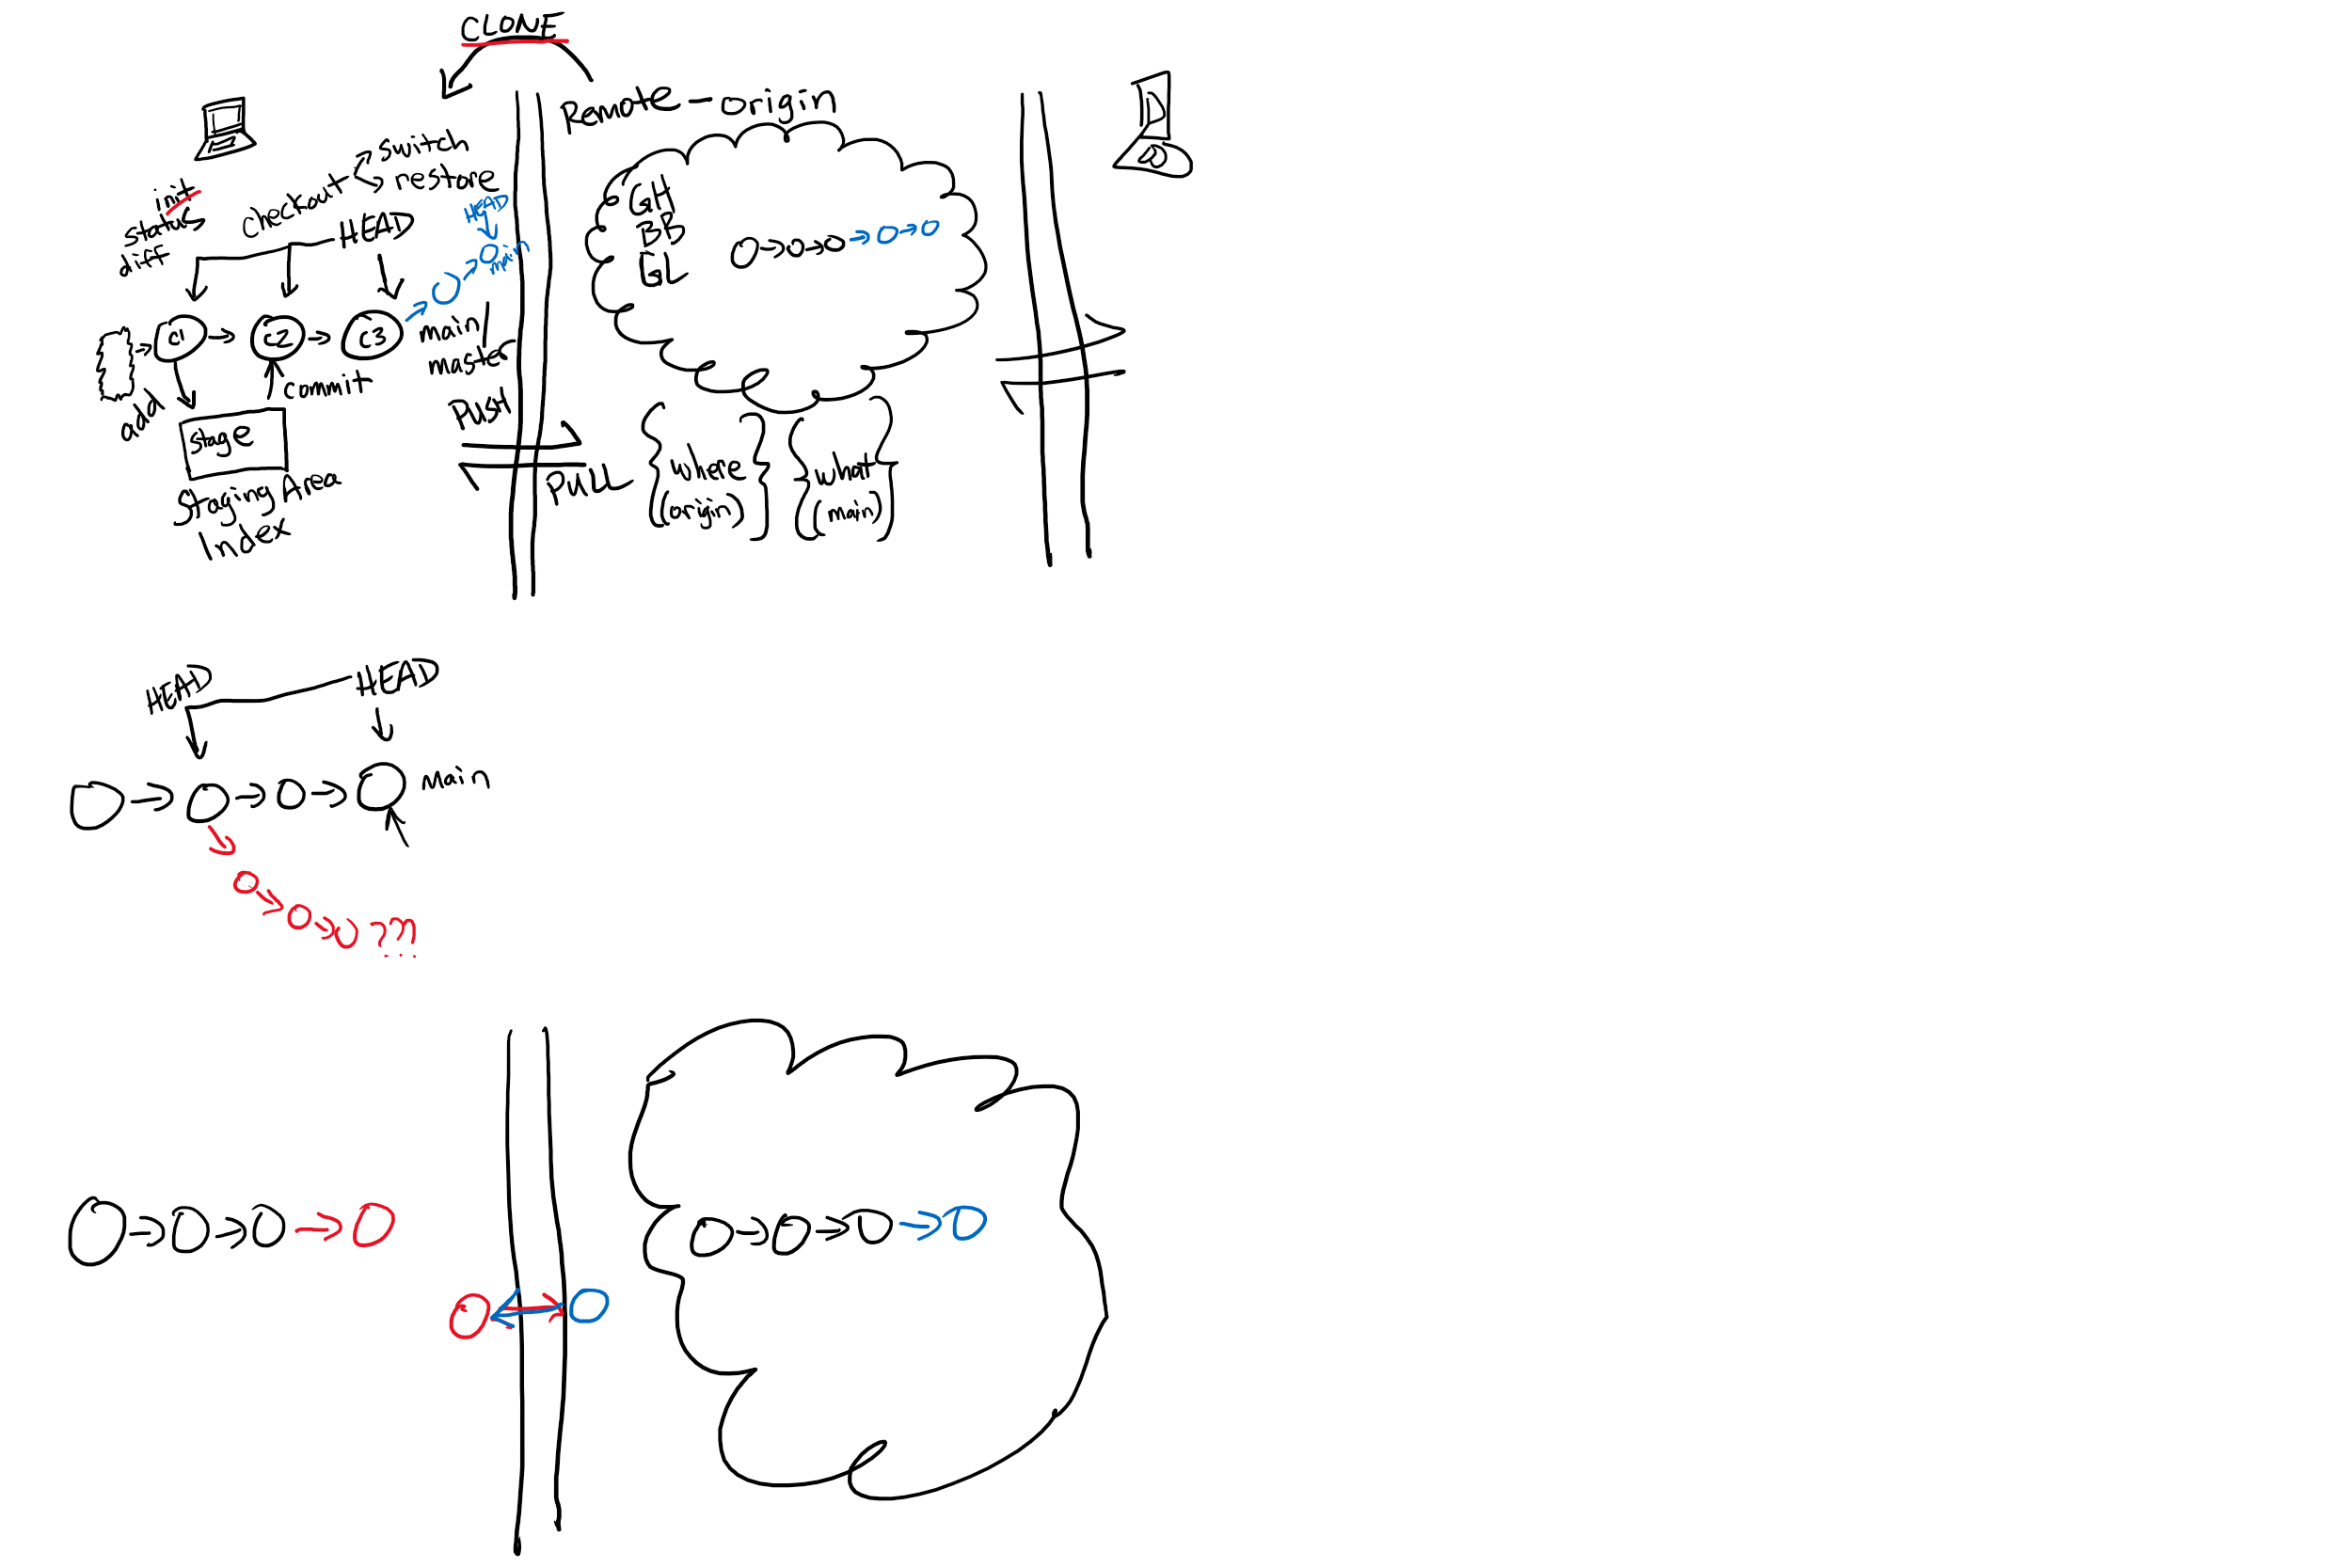 CLONE
Remote-origin
init
status
diff
checkout
switch
restore
HEAD
HEAD
main
GH
BB
GL
C1
C2
C3
main/
master
add
commit
stage
Staging Area
Index
PUSH
PULL
{where}
(origin)
{what}
(main)
HEAD
HEAD
main
???